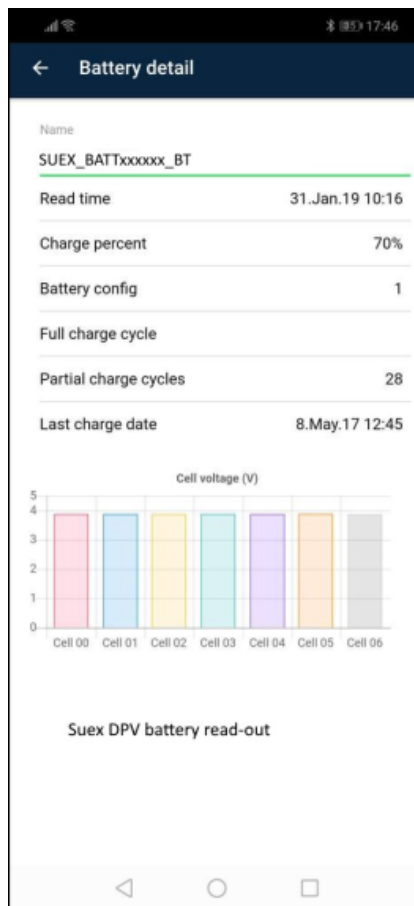 85 17:46
Battery detail
Name
SUEX_BATTxxxxxx_BT
Read time 31.Jan.19 10:16
Charge percent 70%
Battery config 1
Full charge cycle
Partial charge cycles 28
Last charge date 8.May.17 12:45
Cell voltage (V)
5
4
3
2
1
0
Cell 00 Cell 01 Cell 02 Cell 03 Cell 04 Cell 05 Cell 06
Suex DPV battery read-out